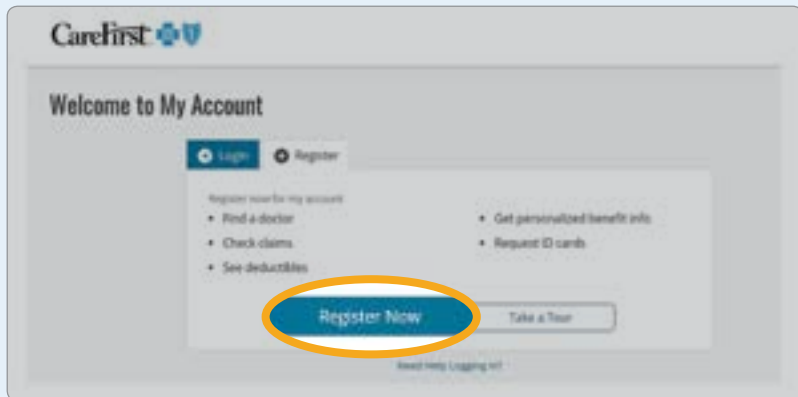 CareFirst
Welcome to My Account
Login
Register
Register now for my account
• Find a doctor
• Check claims
• See deductibles
• Get personalized benefit info
• Request ID cards
Register Now
Take a Tour
Need Help Logging In?